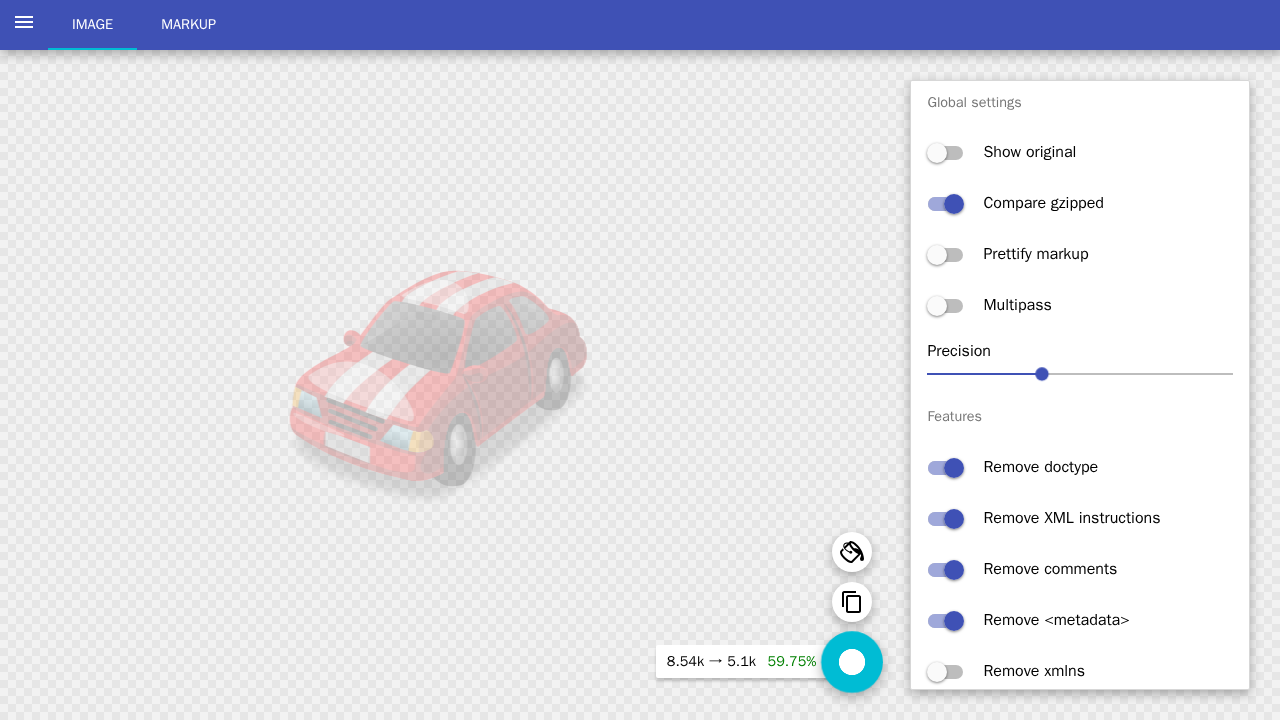 IMAGE
MARKUP
Global settings
Show original
Compare gzipped
Prettify markup
Multipass
Precision
Features
Remove doctype
Remove XML instructions
Remove comments
Remove <metadata>
Remove xmlns
8.54k → 5.1k 59.75%